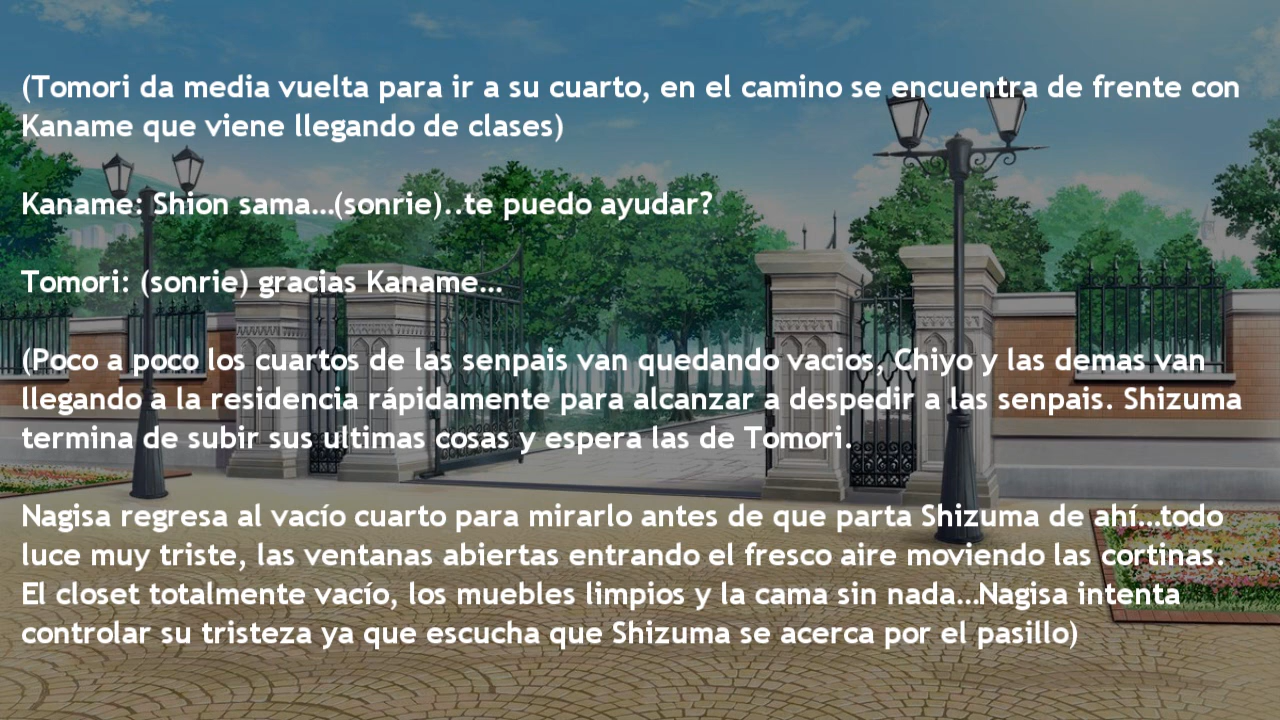 (Tomori da media vuelta para ir a su cuarto, en el camino se encuentra de frente con
Kaname que viene llegando de clases)
Kaname: Shion sama...(sonrie)..te puedo ayudar?
Tomori: (sonrie) gracias Kaname...
(Poco a poco los cuartos de las senpais van quedando vacios, Chiyo y las demas van
llegando a la residencia rápidamente para alcanzar a despedir a las senpais. Shizuma
termina de subir sus ultimas cosas y espera las de Tomori.
Nagisa regresa al vacío cuarto para mirarlo antes de que parta Shizuma de ahí...todo
luce muy triste, las ventanas abiertas entrando el fresco aire moviendo las cortinas.
El closet totalmente vacío, los muebles limpios y la cama sin nada...Nagisa intenta
controlar su tristeza ya que escucha que Shizuma se acerca por el pasillo)